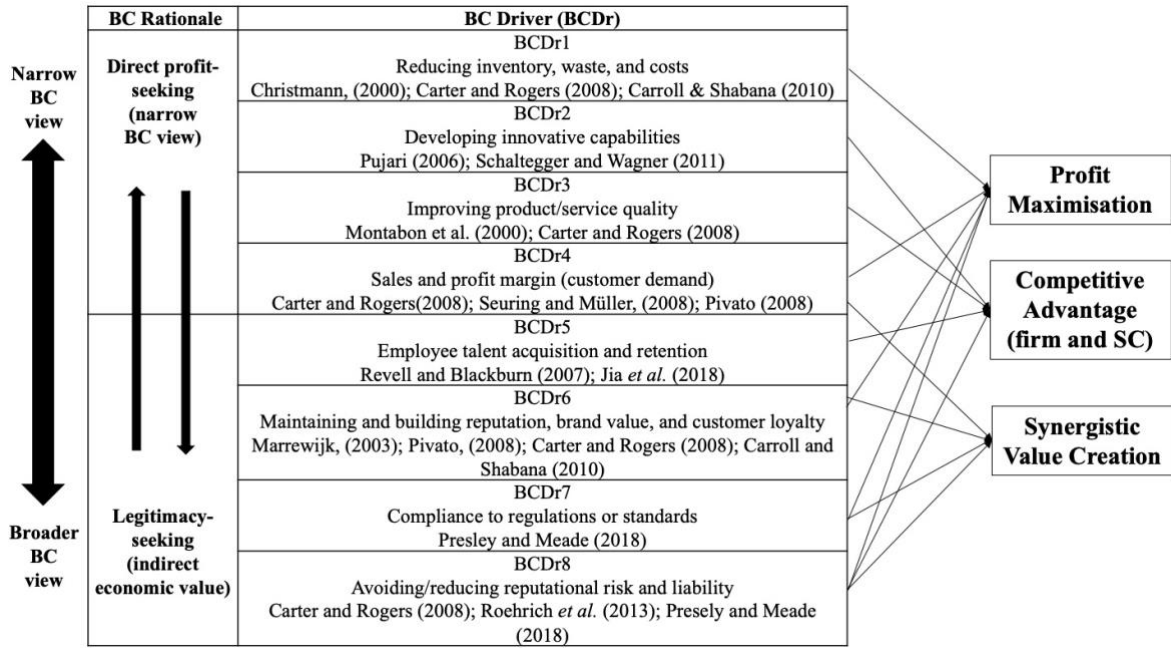 BC Rationale
BC Driver (BCDr)
Narrow
BC
view
Broader
BC
view
Direct profit-
seeking
(narrow
BC view)
Legitimacy-
seeking
(indirect
economic value)
BCDr1
Reducing inventory, waste, and costs
Christmann, (2000); Carter and Rogers (2008); Carroll & Shabana (2010)
BCDr2
Developing innovative capabilities
Pujari (2006); Schaltegger and Wagner (2011)
BCDr3
Improving product/service quality
Montabon et al. (2000); Carter and Rogers (2008)
BCDr4
Sales and profit margin (customer demand)
Carter and Rogers(2008); Seuring and Müller, (2008); Pivato (2008)
BCDr5
Employee talent acquisition and retention
Revell and Blackburn (2007); Jia et al. (2018)
BCDr6
Maintaining and building reputation, brand value, and customer loyalty
Marrewijk, (2003); Pivato, (2008); Carter and Rogers (2008); Carroll and
Shabana (2010)
BCDr7
Compliance to regulations or standards
Presley and Meade (2018)
BCDr8
Avoiding/reducing reputational risk and liability
Carter and Rogers (2008); Roehrich et al. (2013); Presely and Meade
(2018)
Profit
Maximisation
Competitive
Advantage
(firm and SC)
Synergistic
Value Creation